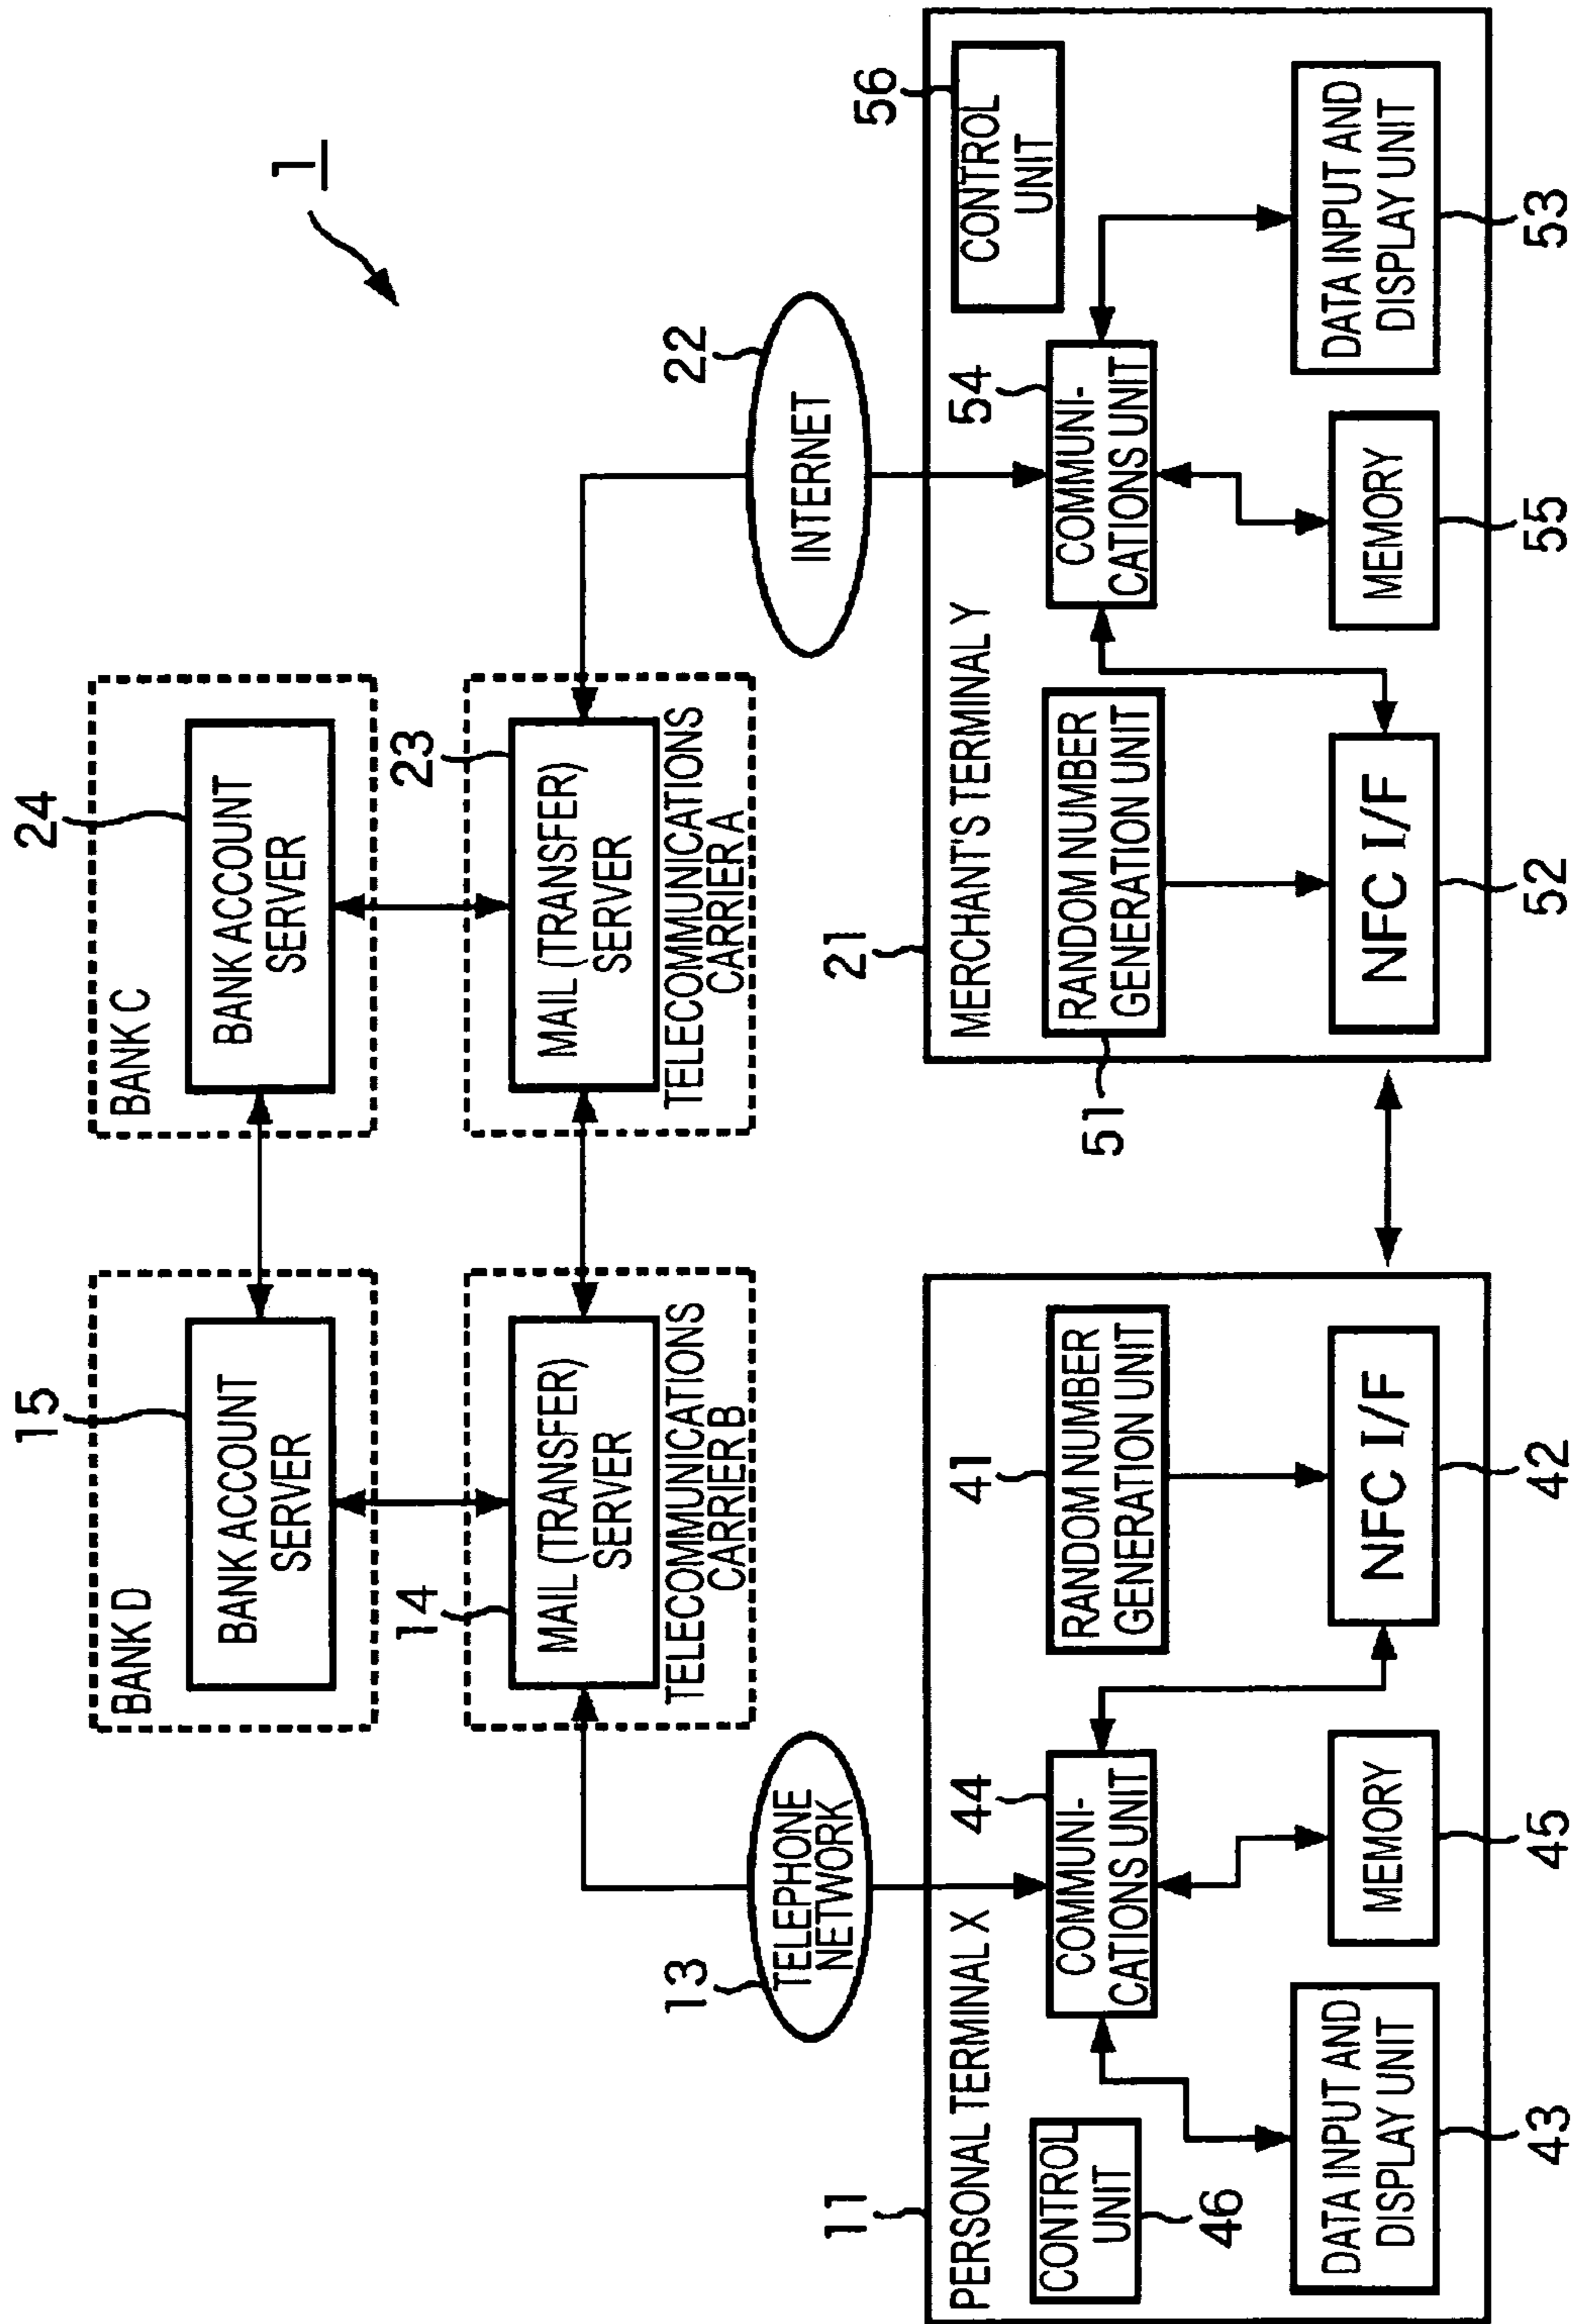 1
15
24
BANK D
BANK ACCOUNT
SERVER
BANK C
BANK ACCOUNT
SERVER
14
23
MAIL (TRANSFER)
SERVER
TELECOMMUNICATIONS
CARRIER B
MAIL (TRANSFER)
SERVER
TELECOMMUNICATIONS
CARRIER A
13
TELEPHONE
NETWORK
22
INTERNET
11
PERSONAL TERMINAL X
CONTROL
UNIT
46
44
COMMUNI-
CATIONS UNIT
41
RANDOM NUMBER
GENERATION UNIT
DATA INPUT AND
DISPLAY UNIT
MEMORY
NFC I/F
43
45
42
21
MERCHANT'S TERMINAL Y
RANDOM NUMBER
GENERATION UNIT
51
54
COMMUNI-
CATIONS UNIT
56
CONTROL
UNIT
NFC I/F
MEMORY
DATA INPUT AND
DISPLAY UNIT
52
55
53